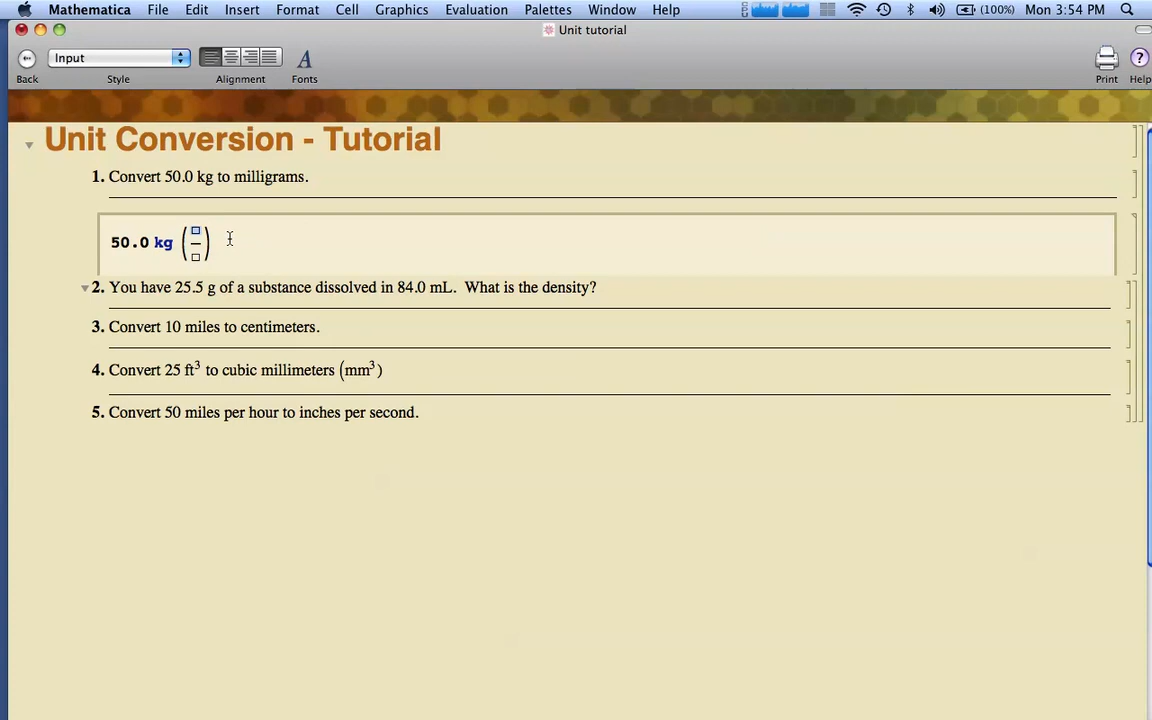 Mathematica File Edit Insert Format Cell Graphics Evaluation Palettes Window Help (100%) Mon 3:54 PM
Unit tutorial
Input
Back Style Alignment Fonts Print Help
Unit Conversion - Tutorial
1. Convert 50.0 kg to milligrams.
50.0 kg (□/□)
2. You have 25.5 g of a substance dissolved in 84.0 mL. What is the density?
3. Convert 10 miles to centimeters.
4. Convert 25 ft³ to cubic millimeters (mm³)
5. Convert 50 miles per hour to inches per second.